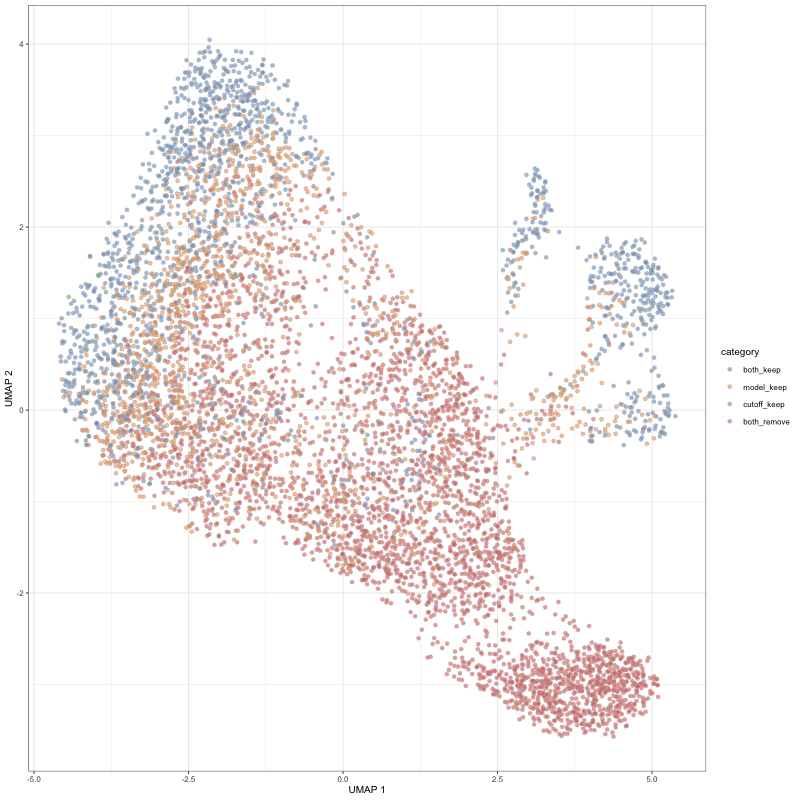 4
2
0
-2
UMAP 2
-5.0
-2.5
0.0
2.5
5.0
UMAP 1
category
both_keep
model_keep
cutoff_keep
both_remove